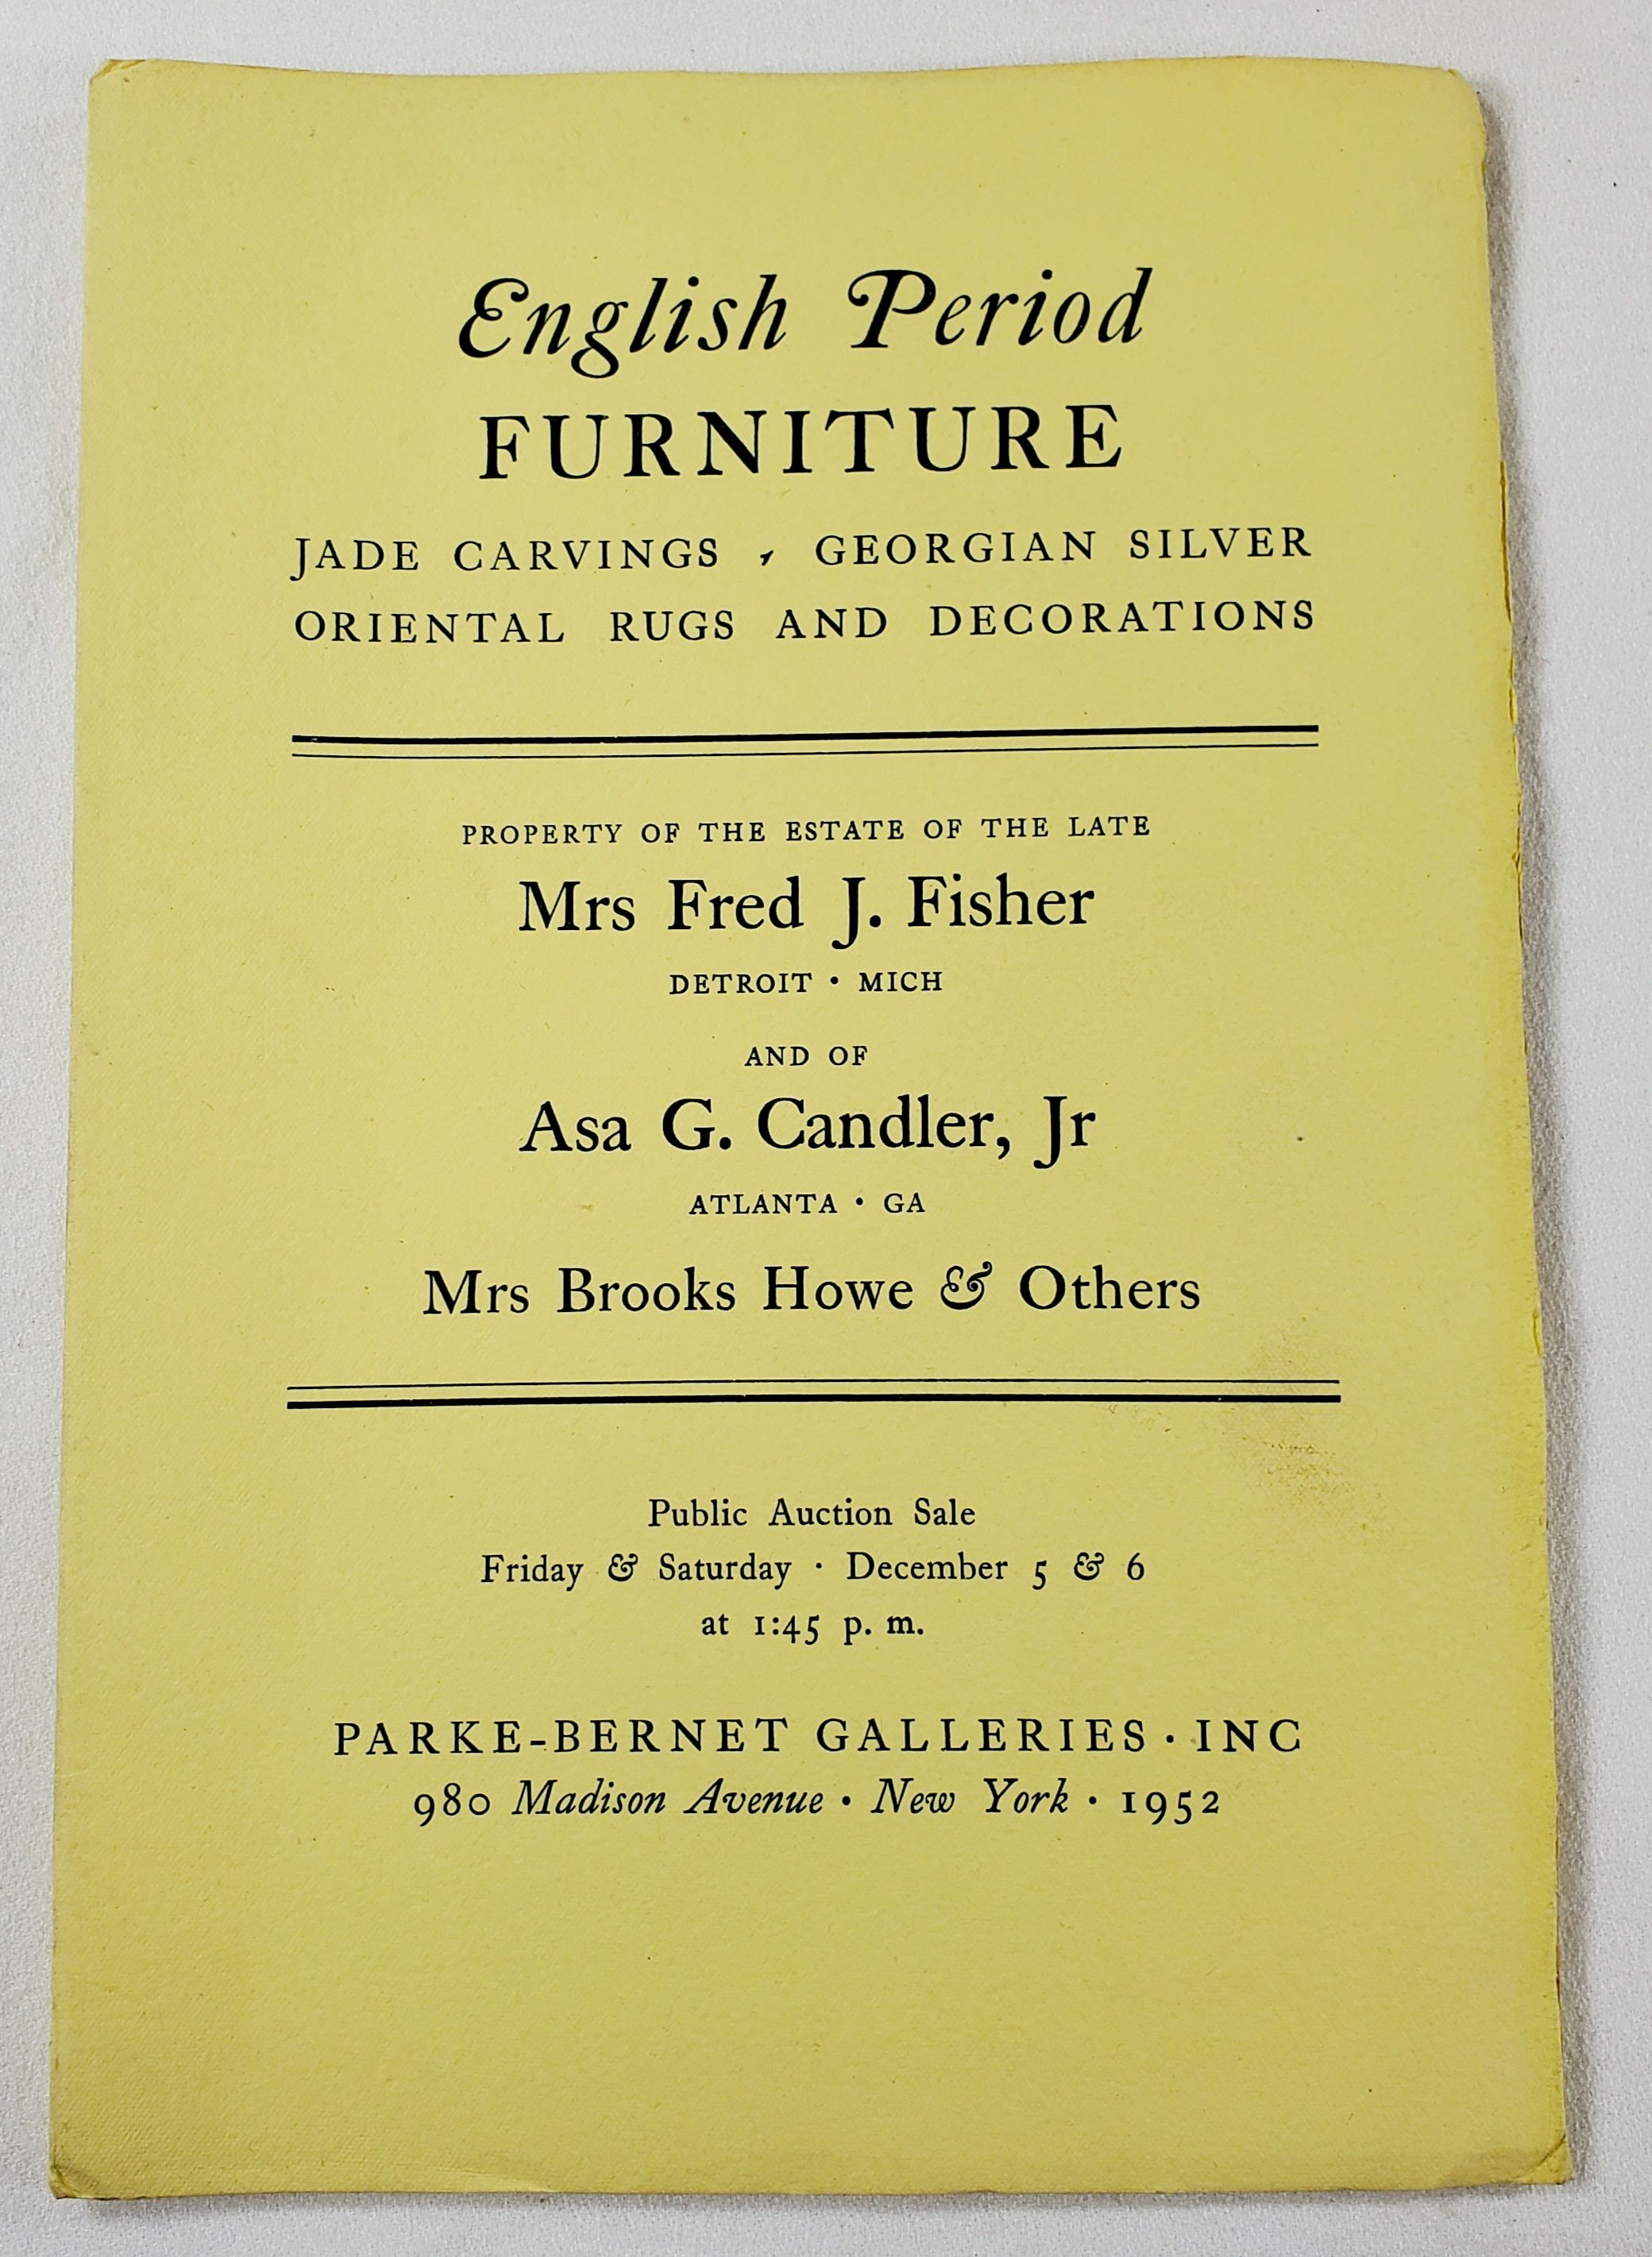 English Period
FURNITURE
JADE CARVINGS , GEORGIAN SILVER
ORIENTAL RUGS AND DECORATIONS
PROPERTY OF THE ESTATE OF THE LATE
Mrs Fred J. Fisher
DETROIT · MICH
AND OF
Asa G. Candler, Jr
ATLANTA · GA
Mrs Brooks Howe & Others
Public Auction Sale
Friday & Saturday · December 5 & 6
at 1:45 p. m.
PARKE-BERNET GALLERIES · INC
980 Madison Avenue · New York · 1952